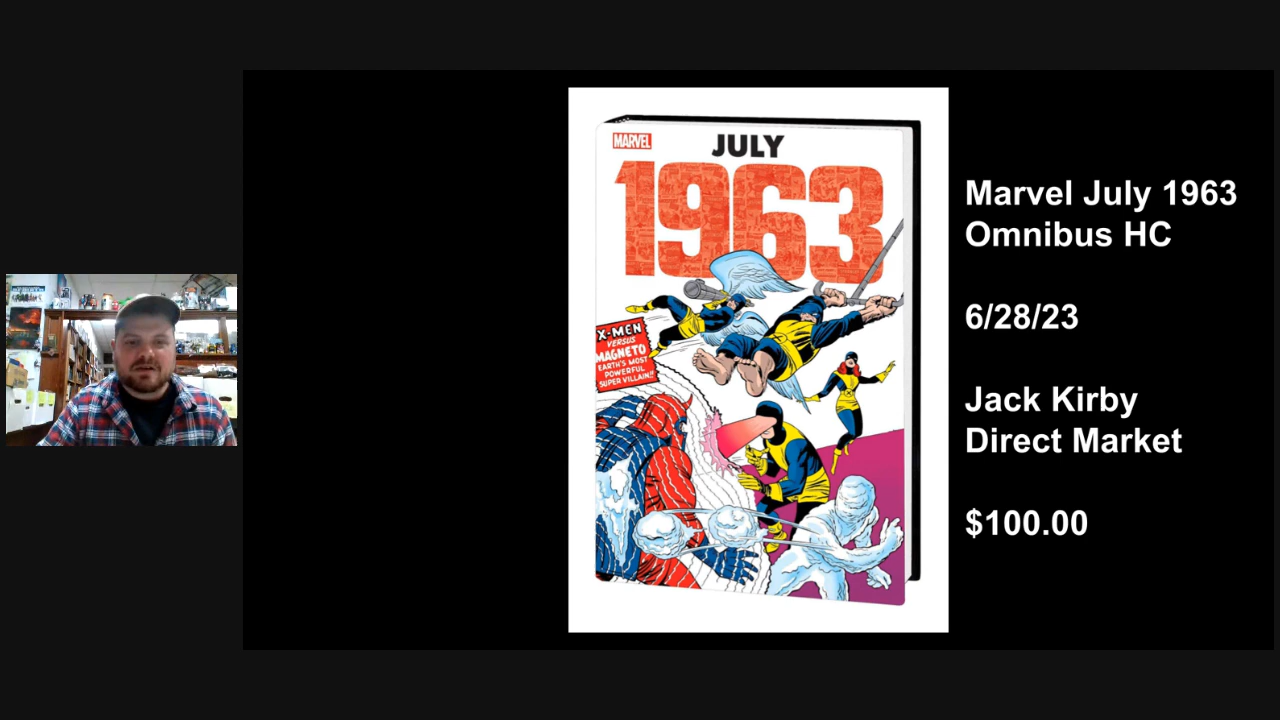 MARVEL
JULY
1963
X-MEN
VERSUS
MAGNETO
EARTH'S MOST
POWERFUL
SUPER VILLAIN!!
Marvel July 1963
Omnibus HC
6/28/23
Jack Kirby
Direct Market
$100.00